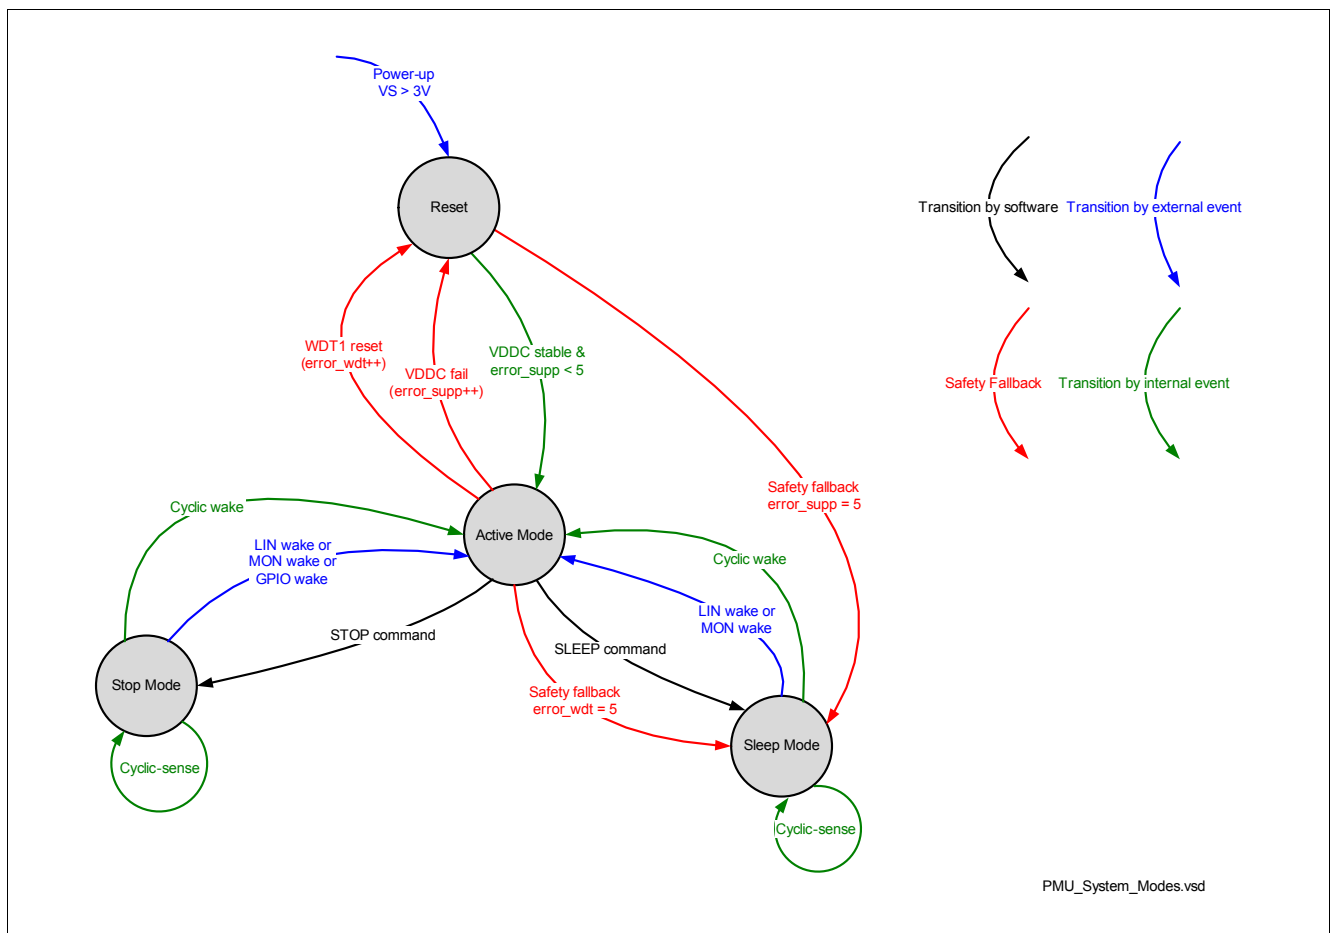 Power-up
VS > 3V
Reset
Transition by software
Transition by external event
WDT1 reset
(error_wdt++)
VDDC fail
(error_supp++)
VDDC stable &
error_supp < 5
Safety Fallback
Transition by internal event
Safety fallback
error_supp = 5
Cyclic wake
LIN wake or
MON wake or
GPIO wake
Active Mode
Cyclic wake
LIN wake or
MON wake
STOP command
SLEEP command
Stop Mode
Safety fallback
error_wdt = 5
Sleep Mode
Cyclic-sense
Cyclic-sense
PMU_System_Modes.vsd